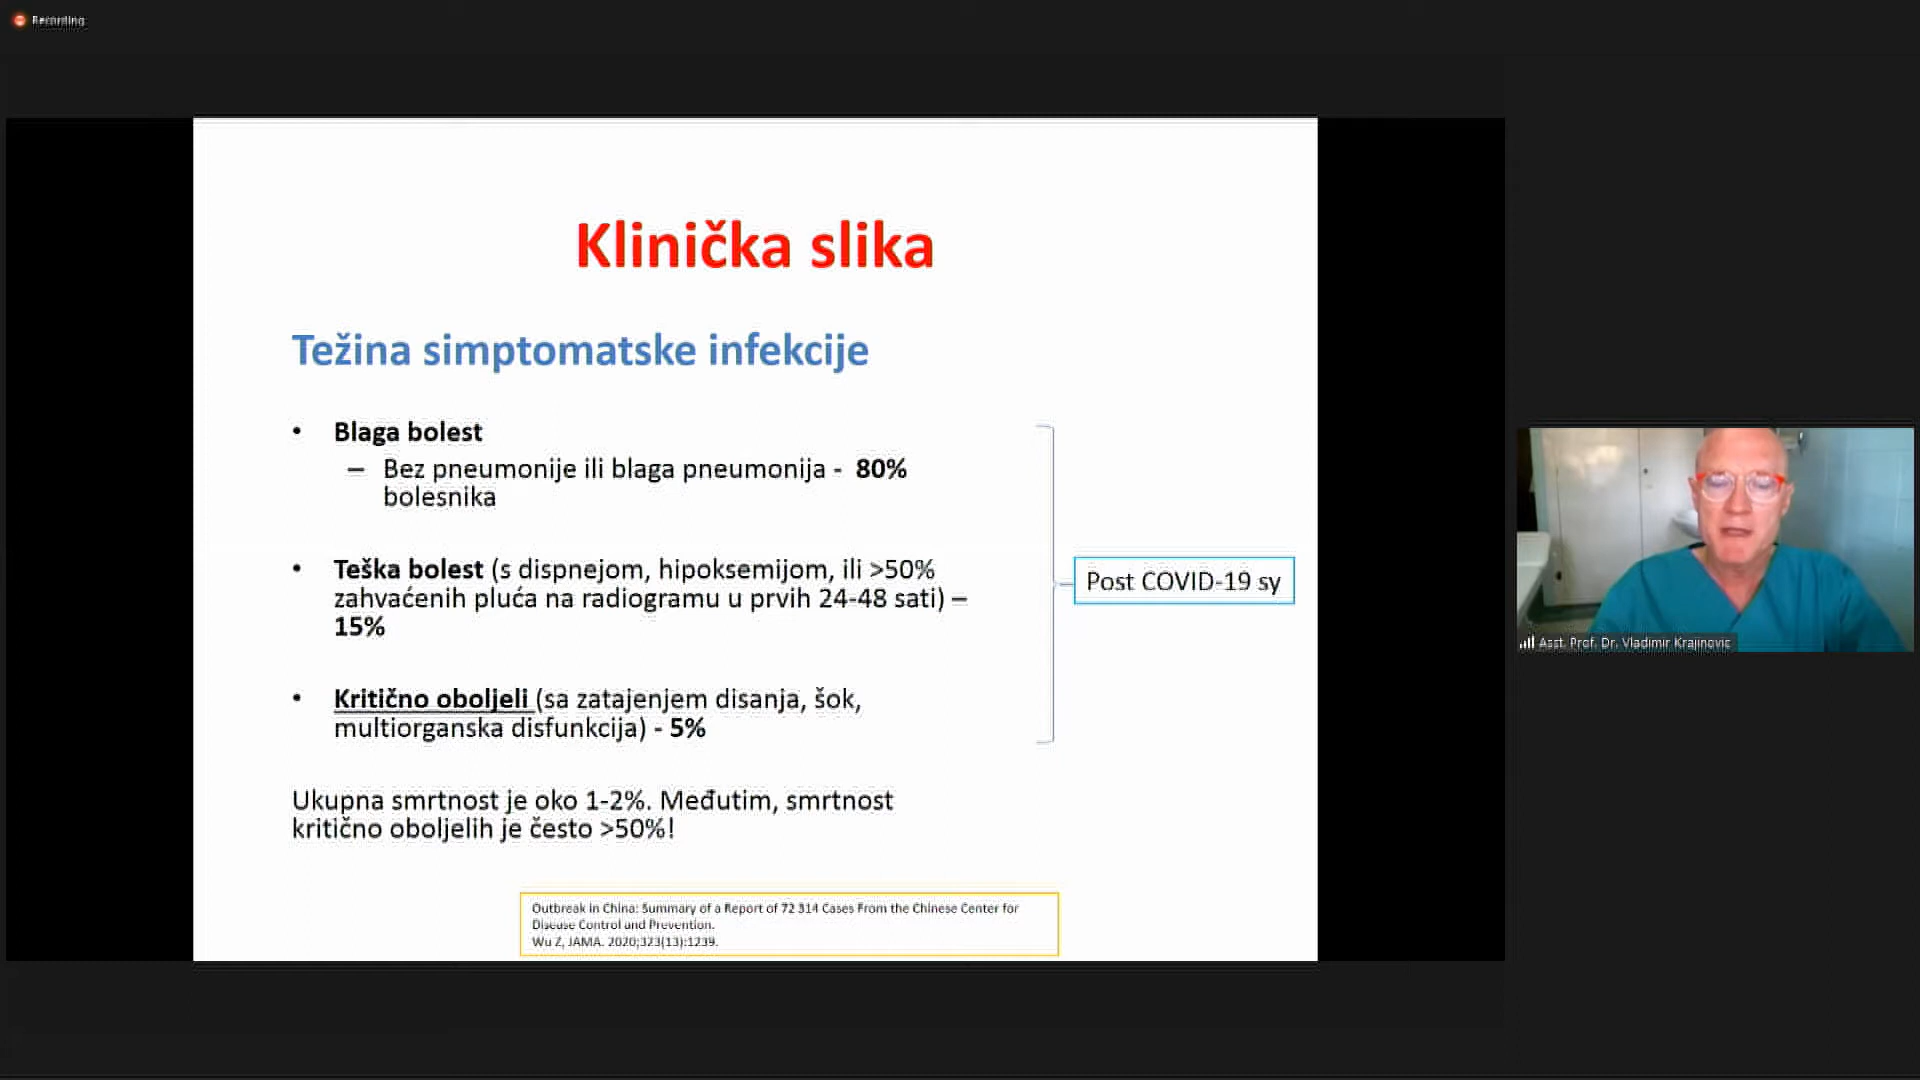 Recording
Klinička slika
Težina simptomatske infekcije
• Blaga bolest
– Bez pneumonije ili blaga pneumonija - 80%
bolesnika
• Teška bolest (s dispnejom, hipoksemijom, ili >50%
zahvaćenih pluća na radiogramu u prvih 24-48 sati) –
15%
• Kritično oboljeli (sa zatajenjem disanja, šok,
multiorganska disfunkcija) - 5%
Post COVID-19 sy
Ukupna smrtnost je oko 1-2%. Međutim, smrtnost
kritično oboljelih je često >50%!
Outbreak in China: Summary of a Report of 72 314 Cases From the Chinese Center for
Disease Control and Prevention.
Wu Z, JAMA. 2020;323(13):1239.
Asst. Prof. Dr. Vladimir Krajinovic